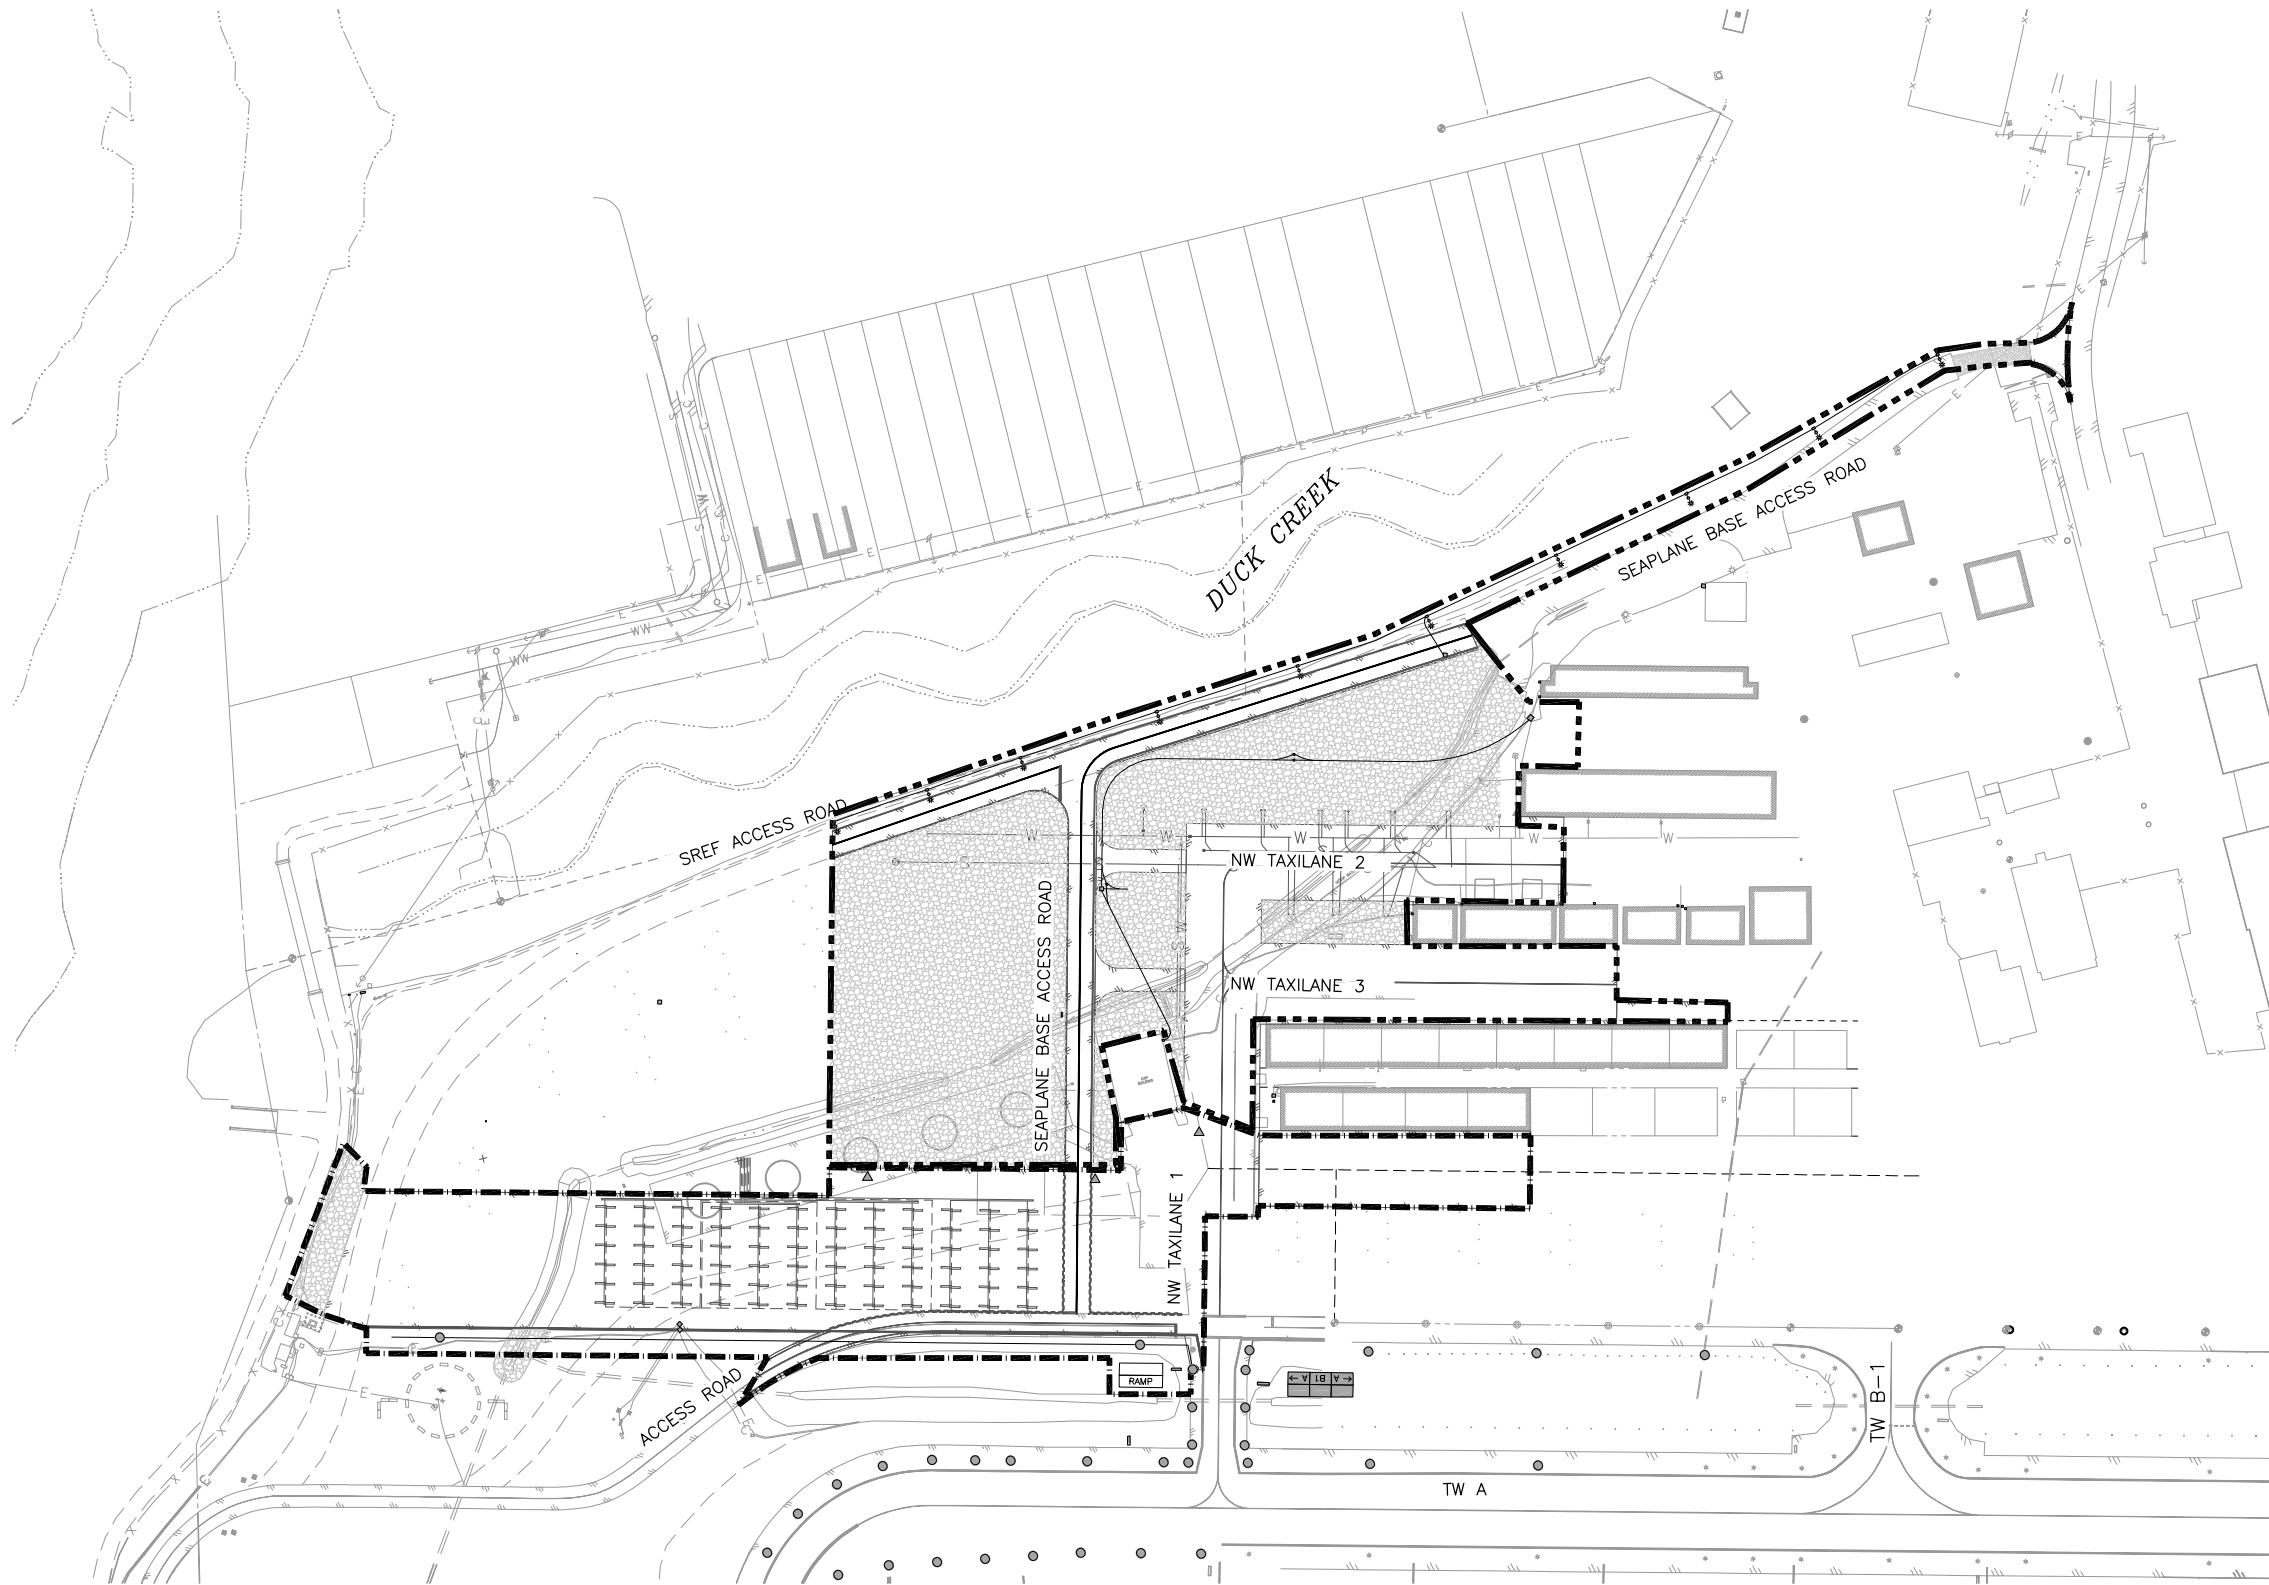 DUCK CREEK
SEAPLANE BASE ACCESS ROAD
SREF ACCESS ROAD
NW TAXILANE 2
SEAPLANE BASE ACCESS ROAD
NW TAXILANE 3
NW TAXILANE 1
RAMP
← A B1 A →
ACCESS ROAD
TW B-1
TW A